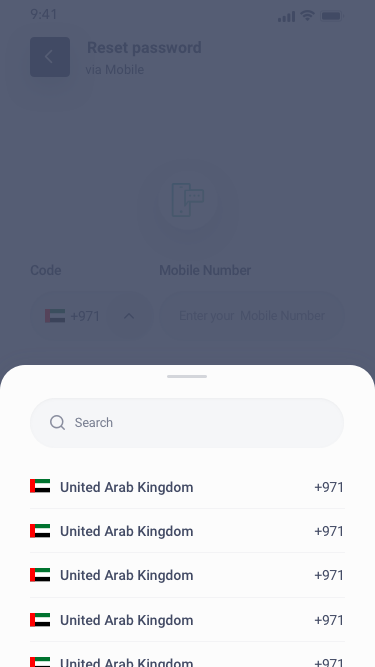 9:41
Reset password
via Mobile
Code
Mobile Number
+971
Enter your Mobile Number
Search
United Arab Kingdom +971
United Arab Kingdom +971
United Arab Kingdom +971
United Arab Kingdom +971
United Arab Kingdom +971